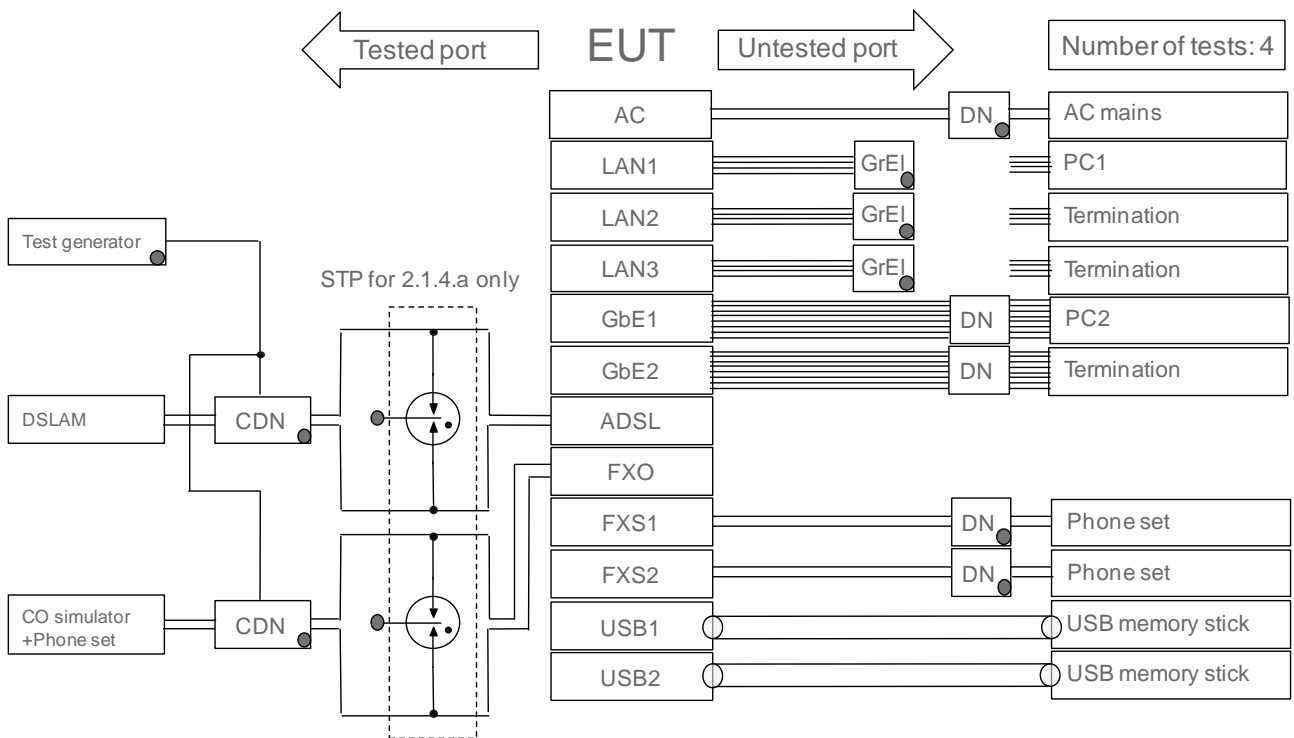 Tested port
EUT
Untested port
Number of tests: 4
AC
DN
AC mains
LAN1
GrEl
PC1
LAN2
GrEl
Termination
Test generator
LAN3
GrEl
Termination
STP for 2.1.4.a only
GbE1
DN
PC2
GbE2
DN
Termination
DSLAM
CDN
ADSL
FXO
FXS1
DN
Phone set
FXS2
DN
Phone set
CO simulator
+Phone set
CDN
USB1
USB memory stick
USB2
USB memory stick